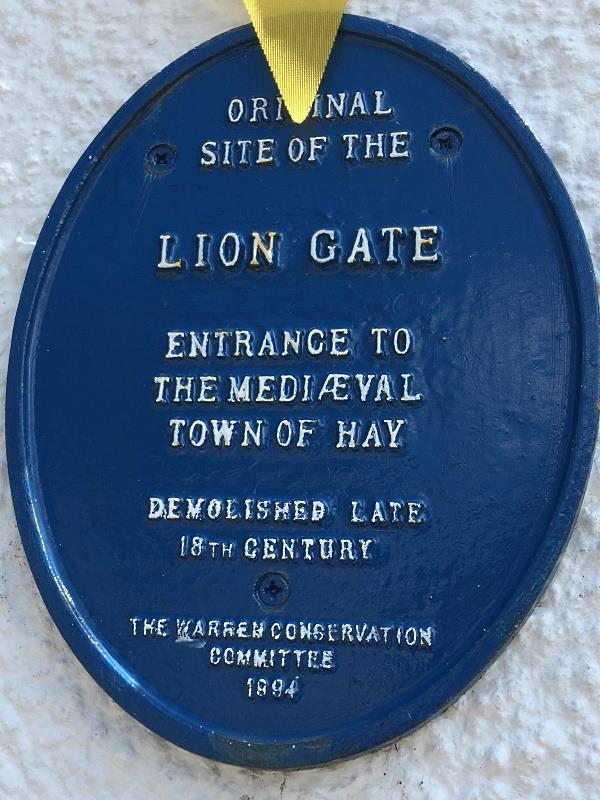 ORIGINAL
SITE OF THE
LION GATE
ENTRANCE TO
THE MEDIÆVAL
TOWN OF HAY
DEMOLISHED LATE
18TH CENTURY
THE WARREN CONSERVATION
COMMITTEE
1994